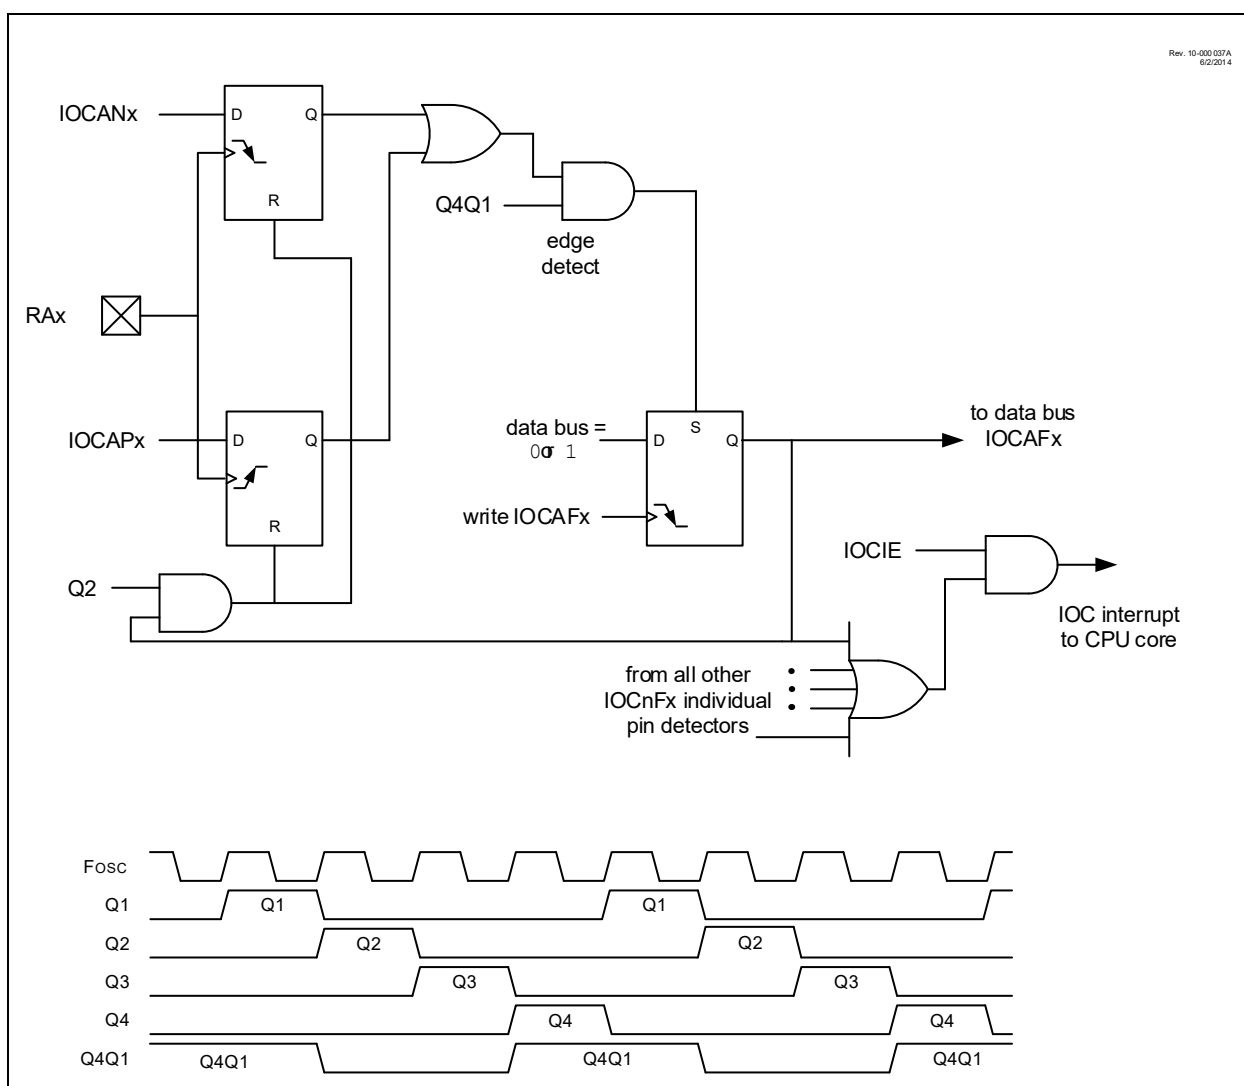 Rev. 10-000 037A
6/2/2014
IOCANx
D
Q
R
Q4Q1
edge
detect
RAx
IOCAPx
D
Q
R
data bus =
0 or 1
S
D
Q
write IOCAFx
to data bus
IOCAFx
IOCIE
IOC interrupt
to CPU core
Q2
from all other
IOCnFx individual
pin detectors
FOSC
Q1
Q1
Q1
Q2
Q2
Q2
Q3
Q3
Q3
Q4
Q4
Q4
Q4Q1
Q4Q1
Q4Q1
Q4Q1